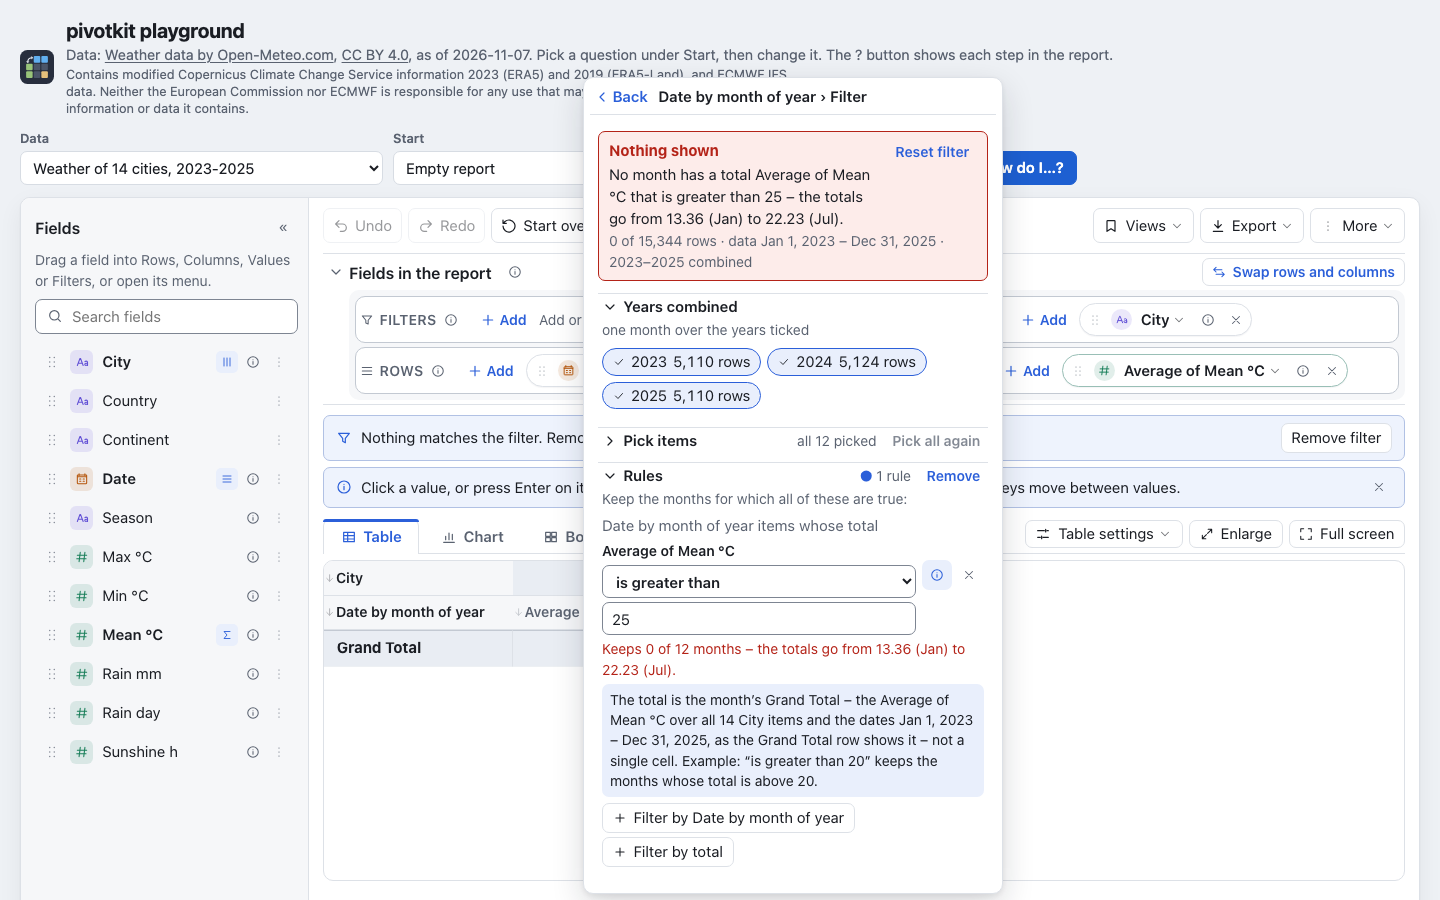 pivotkit playground
Data: Weather data by Open-Meteo.com, CC BY 4.0, as of 2026-11-07. Pick a question under Start, then change it. The ? button shows each step in the report.
Contains modified Copernicus Climate Change Service information 2023 (ERA5) and 2019 (ERA5-Land), and ECMWF IFS
data. Neither the European Commission nor ECMWF is responsible for any use that may
information or data it contains.
Data
Start
Weather of 14 cities, 2023-2025
Empty report
w do I...?
Fields
«
Drag a field into Rows, Columns, Values
or Filters, or open its menu.
Search fields
Aa City
Aa Country
Aa Continent
Date
Aa Season
# Max °C
# Min °C
# Mean °C Σ
# Rain mm
# Rain day
# Sunshine h
Undo
Redo
Start ove
Views
Export
More
Fields in the report
Swap rows and columns
FILTERS
+ Add
Add or
+ Add
Aa City
ROWS
+ Add
+ Add
# Average of Mean °C
Nothing matches the filter. Remo
Remove filter
Click a value, or press Enter on it
eys move between values.
Table
Chart
Bo
Table settings
Enlarge
Full screen
↓ City
↓ Date by month of year
↓ Average
Grand Total
Back
Date by month of year › Filter
Nothing shown
Reset filter
No month has a total Average of Mean
°C that is greater than 25 – the totals
go from 13.36 (Jan) to 22.23 (Jul).
0 of 15,344 rows · data Jan 1, 2023 – Dec 31, 2025 ·
2023–2025 combined
Years combined
one month over the years ticked
2023 5,110 rows
2024 5,124 rows
2025 5,110 rows
Pick items
all 12 picked
Pick all again
Rules
1 rule
Remove
Keep the months for which all of these are true:
Date by month of year items whose total
Average of Mean °C
is greater than
25
Keeps 0 of 12 months – the totals go from 13.36 (Jan) to
22.23 (Jul).
The total is the month’s Grand Total – the Average of
Mean °C over all 14 City items and the dates Jan 1, 2023
– Dec 31, 2025, as the Grand Total row shows it – not a
single cell. Example: “is greater than 20” keeps the
months whose total is above 20.
+ Filter by Date by month of year
+ Filter by total